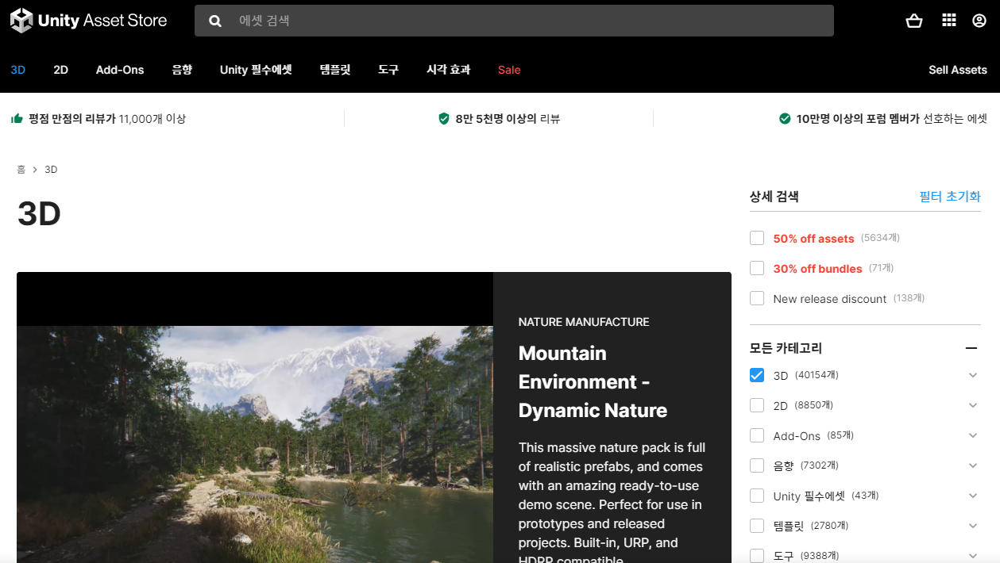 Unity Asset Store
에셋 검색
3D 2D Add-Ons 음향 Unity 필수에셋 템플릿 도구 시각 효과 Sale Sell Assets
평점 만점의 리뷰가 11,000개 이상
8만 5천명 이상의 리뷰
10만명 이상의 포럼 멤버가 선호하는 에셋
홈 > 3D
3D
NATURE MANUFACTURE
Mountain
Environment -
Dynamic Nature
This massive nature pack is full
of realistic prefabs, and comes
with an amazing ready-to-use
demo scene. Perfect for use in
prototypes and released
projects. Built-in, URP, and
HDRP compatible.
상세 검색 필터 초기화
50% off assets (5634개)
30% off bundles (71개)
New release discount (138개)
모든 카테고리
3D (40154개)
2D (8850개)
Add-Ons (85개)
음향 (7302개)
Unity 필수에셋 (43개)
템플릿 (2780개)
도구 (9388개)